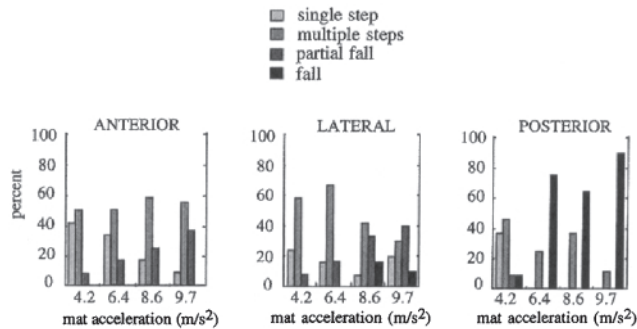 single step
multiple steps
partial fall
fall
ANTERIOR
100
80
60
40
20
0
percent
4.2 6.4 8.6 9.7
mat acceleration (m/s²)
LATERAL
100
80
60
40
20
0
4.2 6.4 8.6 9.7
mat acceleration (m/s²)
POSTERIOR
100
80
60
40
20
0
4.2 6.4 8.6 9.7
mat acceleration (m/s²)